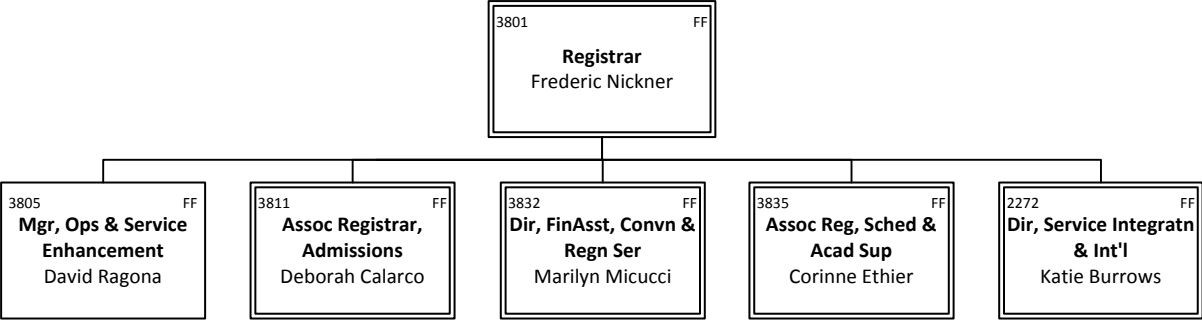 3801 FF
Registrar
Frederic Nickner
3805 FF
Mgr, Ops & Service
Enhancement
David Ragona
3811 FF
Assoc Registrar,
Admissions
Deborah Calarco
3832 FF
Dir, FinAsst, Convn &
Regn Ser
Marilyn Micucci
3835 FF
Assoc Reg, Sched &
Acad Sup
Corinne Ethier
2272 FF
Dir, Service Integratn
& Int'l
Katie Burrows